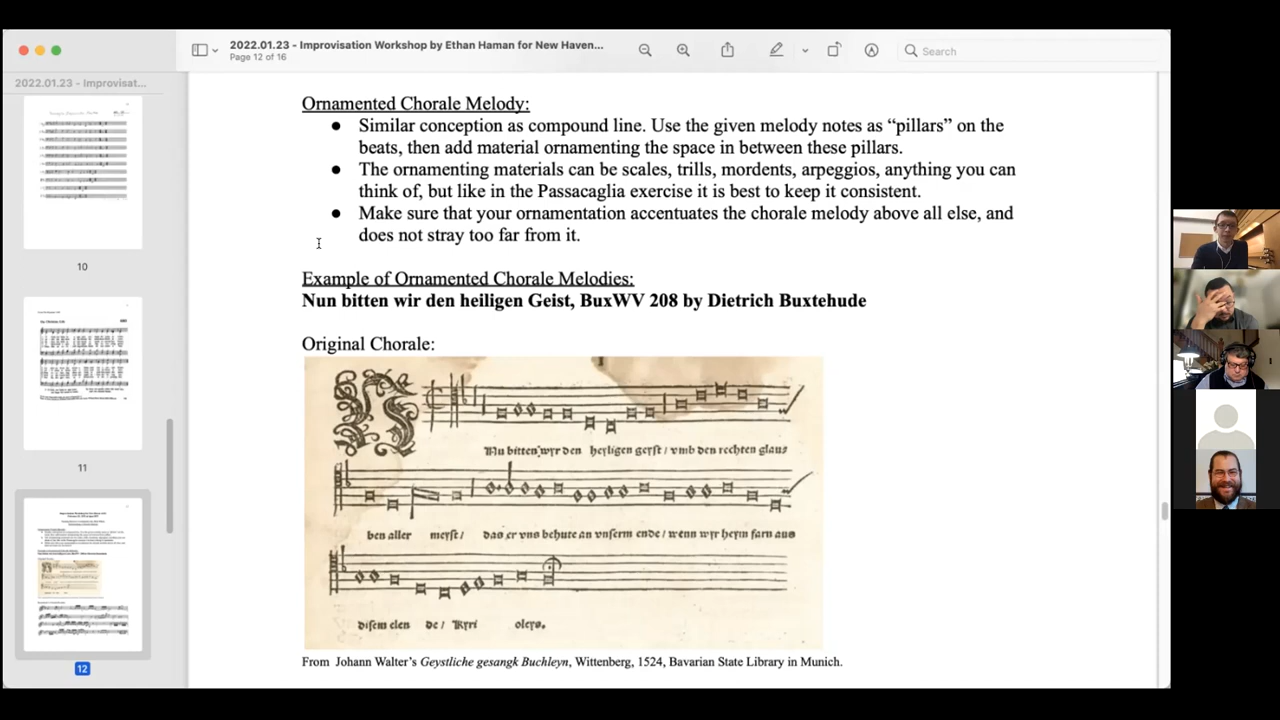 2022.01.23 - Improvisation Workshop by Ethan Haman for New Haven...
Page 12 of 16
Search
2022.01.23 - Improvisat...
10
11
12
Ornamented Chorale Melody:
● Similar conception as compound line. Use the given melody notes as “pillars” on the
beats, then add material ornamenting the space in between these pillars.
● The ornamenting materials can be scales, trills, mordents, arpeggios, anything you can
think of, but like in the Passacaglia exercise it is best to keep it consistent.
● Make sure that your ornamentation accentuates the chorale melody above all else, and
does not stray too far from it.
Example of Ornamented Chorale Melodies:
Nun bitten wir den heiligen Geist, BuxWV 208 by Dietrich Buxtehude
Original Chorale:
Nu bitten wyr den heyligen geyst / vmb den rechten glauβ
ben aller meyst / das er vns behute an vnserm ende / wenn wyr heym farn aus
disem elen de / Kyri oleys.
From Johann Walter’s Geystliche gesangk Buchleyn, Wittenberg, 1524, Bavarian State Library in Munich.